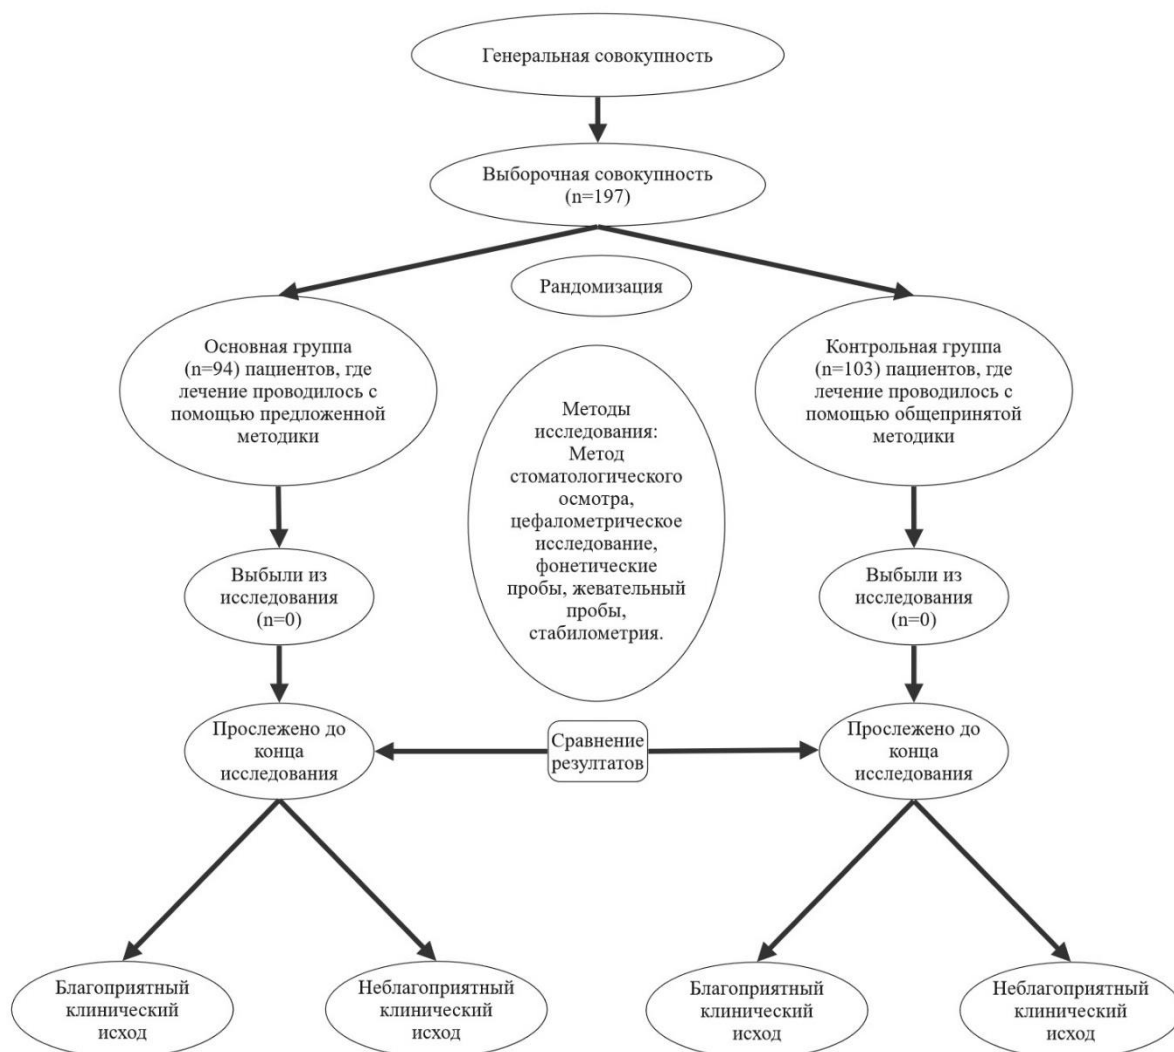 Генеральная совокупность
Выборочная совокупность
(n=197)
Рандомизация
Основная группа
(n=94) пациентов, где
лечение проводилось с
помощью предложенной
методики
Контрольная группа
(n=103) пациентов, где
лечение проводилось с
помощью общепринятой
методики
Методы
исследования:
Метод
стоматологического
осмотра,
цефалометрическое
исследование,
фонетические
пробы, жевательный
пробы,
стабилометрия.
Выбыли из
исследования
(n=0)
Выбыли из
исследования
(n=0)
Прослежено до
конца
исследования
Сравнение
резултатов
Прослежено до
конца
исследования
Благоприятный
клинический
исход
Неблагоприятный
клинический
исход
Благоприятный
клинический
исход
Неблагоприятный
клинический
исход